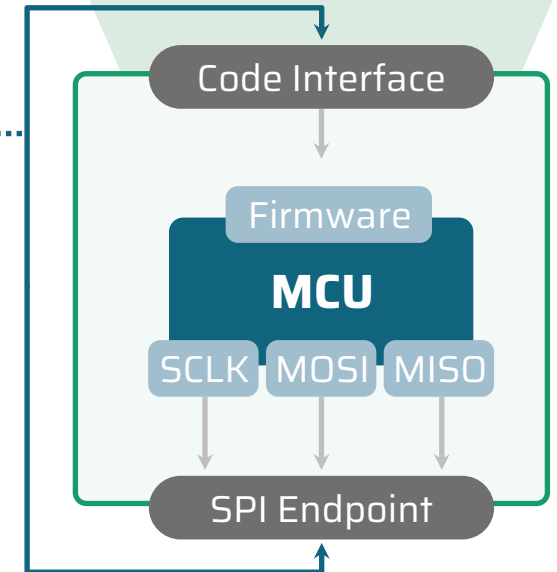 Code Interface
Firmware
MCU
SCLK MOSI MISO
SPI Endpoint